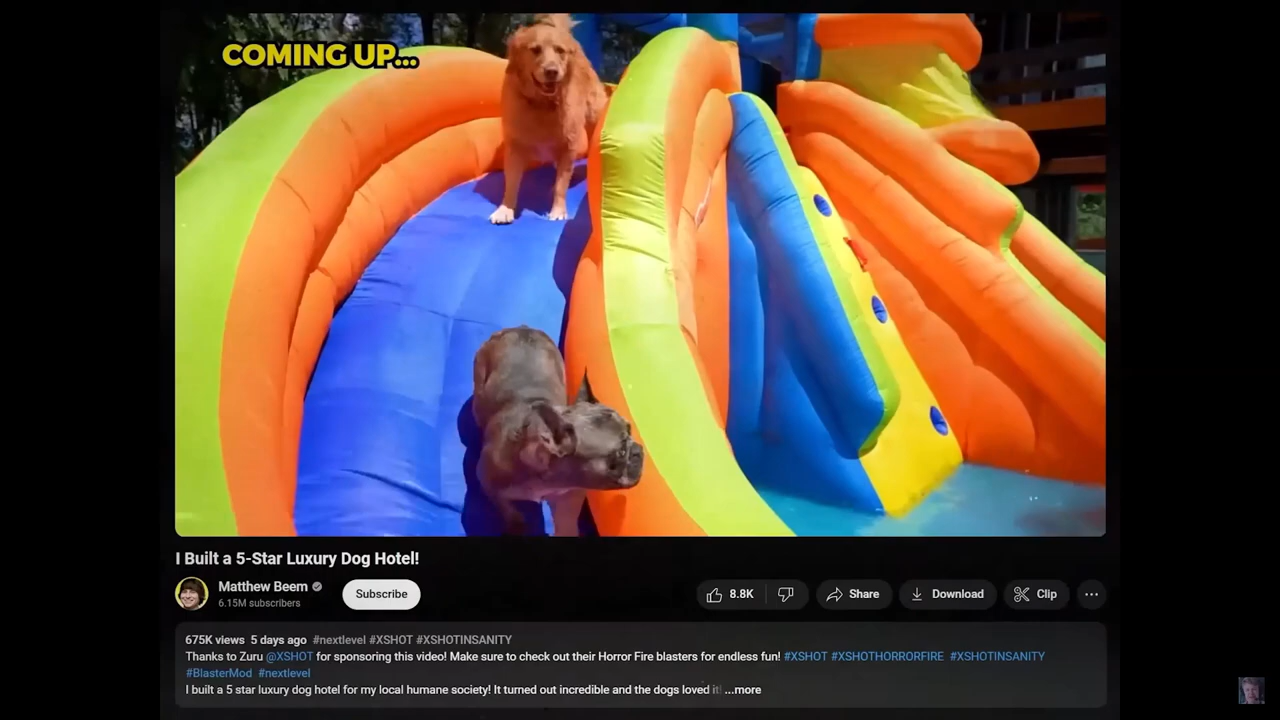 COMING UP...
I Built a 5-Star Luxury Dog Hotel!
Matthew Beem
6.15M subscribers
Subscribe
8.8K
Share
Download
Clip
675K views 5 days ago #nextlevel #XSHOT #XSHOTINSANITY
Thanks to Zuru @XSHOT for sponsoring this video! Make sure to check out their Horror Fire blasters for endless fun! #XSHOT #XSHOTHORRORFIRE #XSHOTINSANITY
#BlasterMod #nextlevel
I built a 5 star luxury dog hotel for my local humane society! It turned out incredible and the dogs loved it! ...more